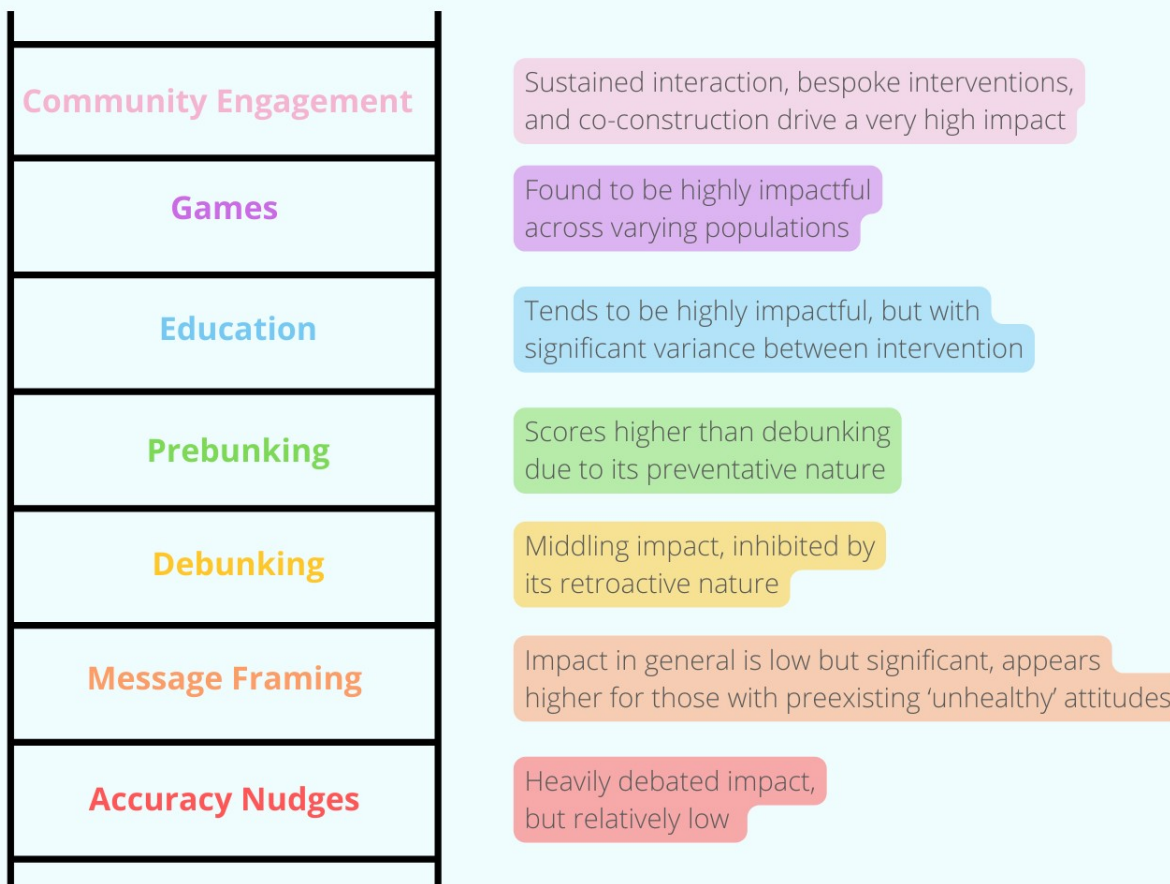 Community Engagement
Sustained interaction, bespoke interventions,
and co-construction drive a very high impact
Games
Found to be highly impactful
across varying populations
Education
Tends to be highly impactful, but with
significant variance between intervention
Prebunking
Scores higher than debunking
due to its preventative nature
Debunking
Middling impact, inhibited by
its retroactive nature
Message Framing
Impact in general is low but significant, appears
higher for those with preexisting ‘unhealthy’ attitudes
Accuracy Nudges
Heavily debated impact,
but relatively low